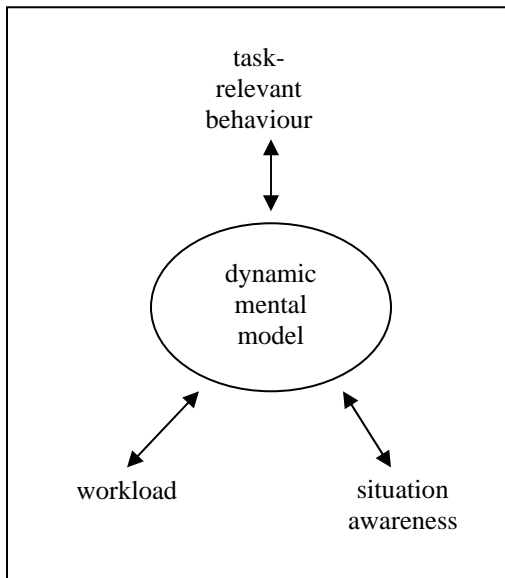 task-
relevant
behaviour
dynamic
mental
model
workload
situation
awareness